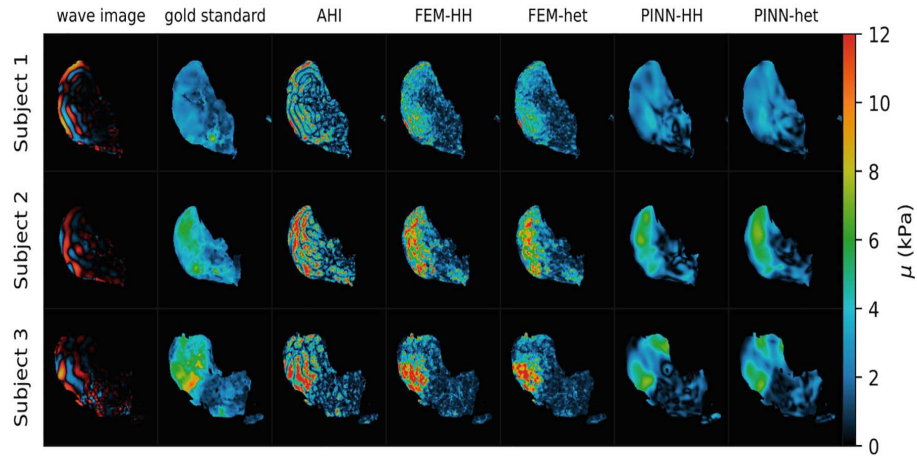 wave image gold standard AHI FEM-HH FEM-het PINN-HH PINN-het
Subject 1
Subject 2
Subject 3
12
10
8
6
4
2
0
μ (kPa)